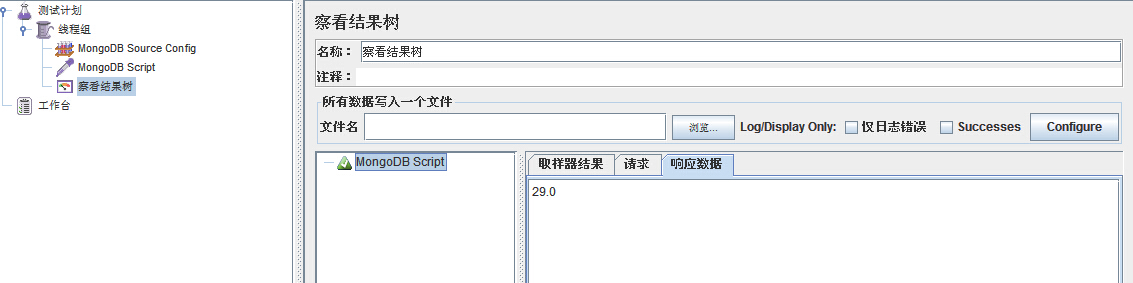 测试计划
线程组
MongoDB Source Config
MongoDB Script
察看结果树
工作台
察看结果树
名称： 察看结果树
注释：
所有数据写入一个文件
文件名 浏览... Log/Display Only: 仅日志错误 Successes Configure
MongoDB Script
取样器结果 请求 响应数据
29.0